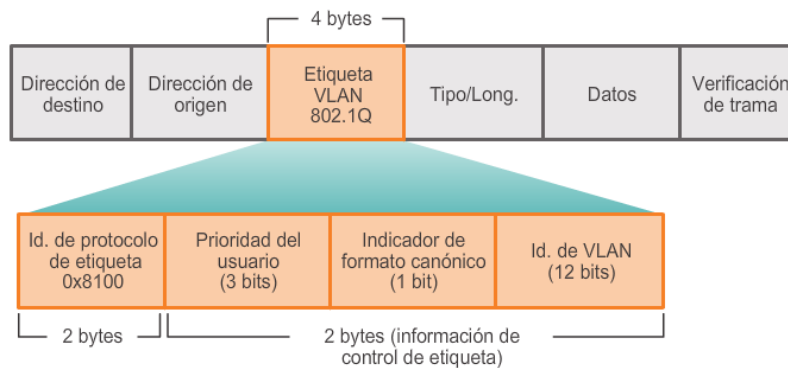 4 bytes
Dirección de
destino
Dirección de
origen
Etiqueta
VLAN
802.1Q
Tipo/Long.
Datos
Verificación
de trama
Id. de protocolo
de etiqueta
0x8100
Prioridad del
usuario
(3 bits)
Indicador de
formato canónico
(1 bit)
Id. de VLAN
(12 bits)
2 bytes
2 bytes (información de
control de etiqueta)